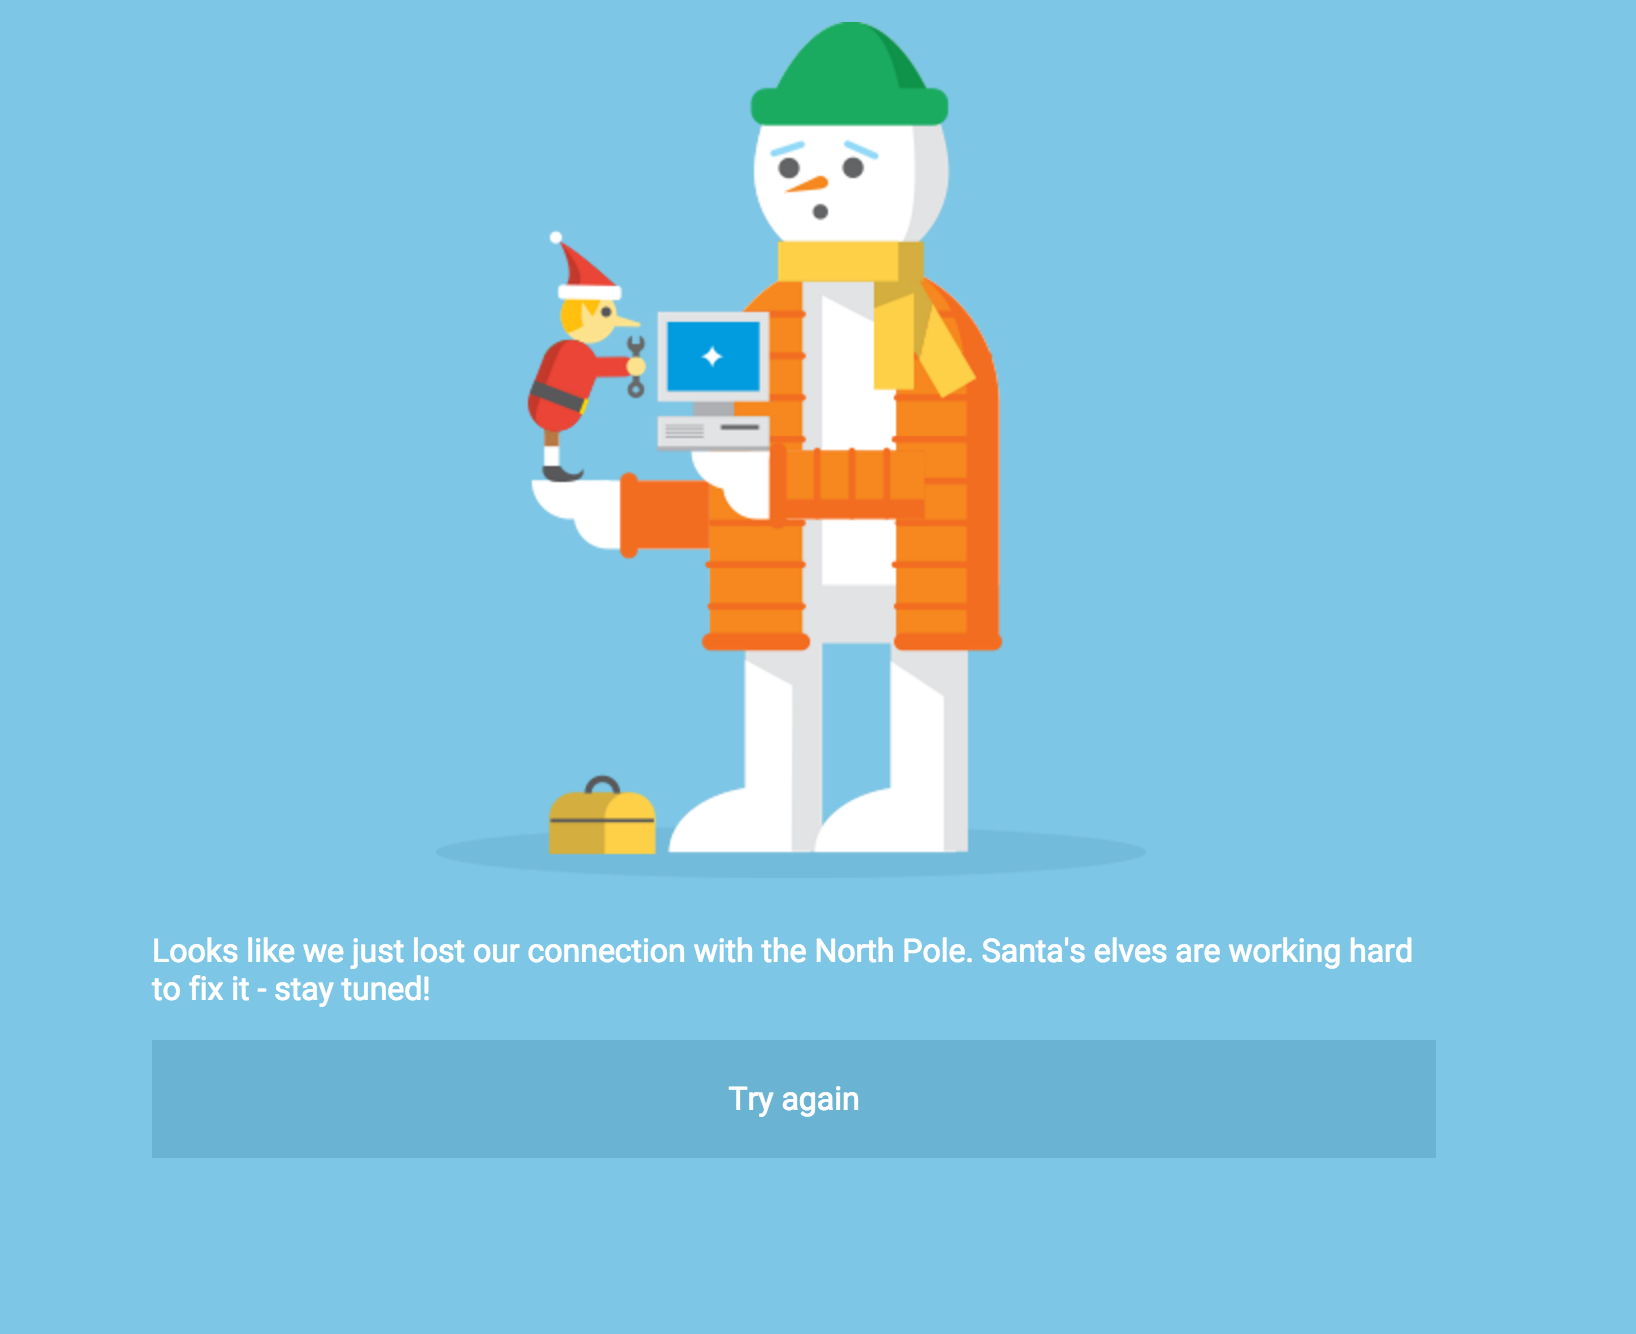 Looks like we just lost our connection with the North Pole. Santa's elves are working hard
to fix it - stay tuned!
Try again